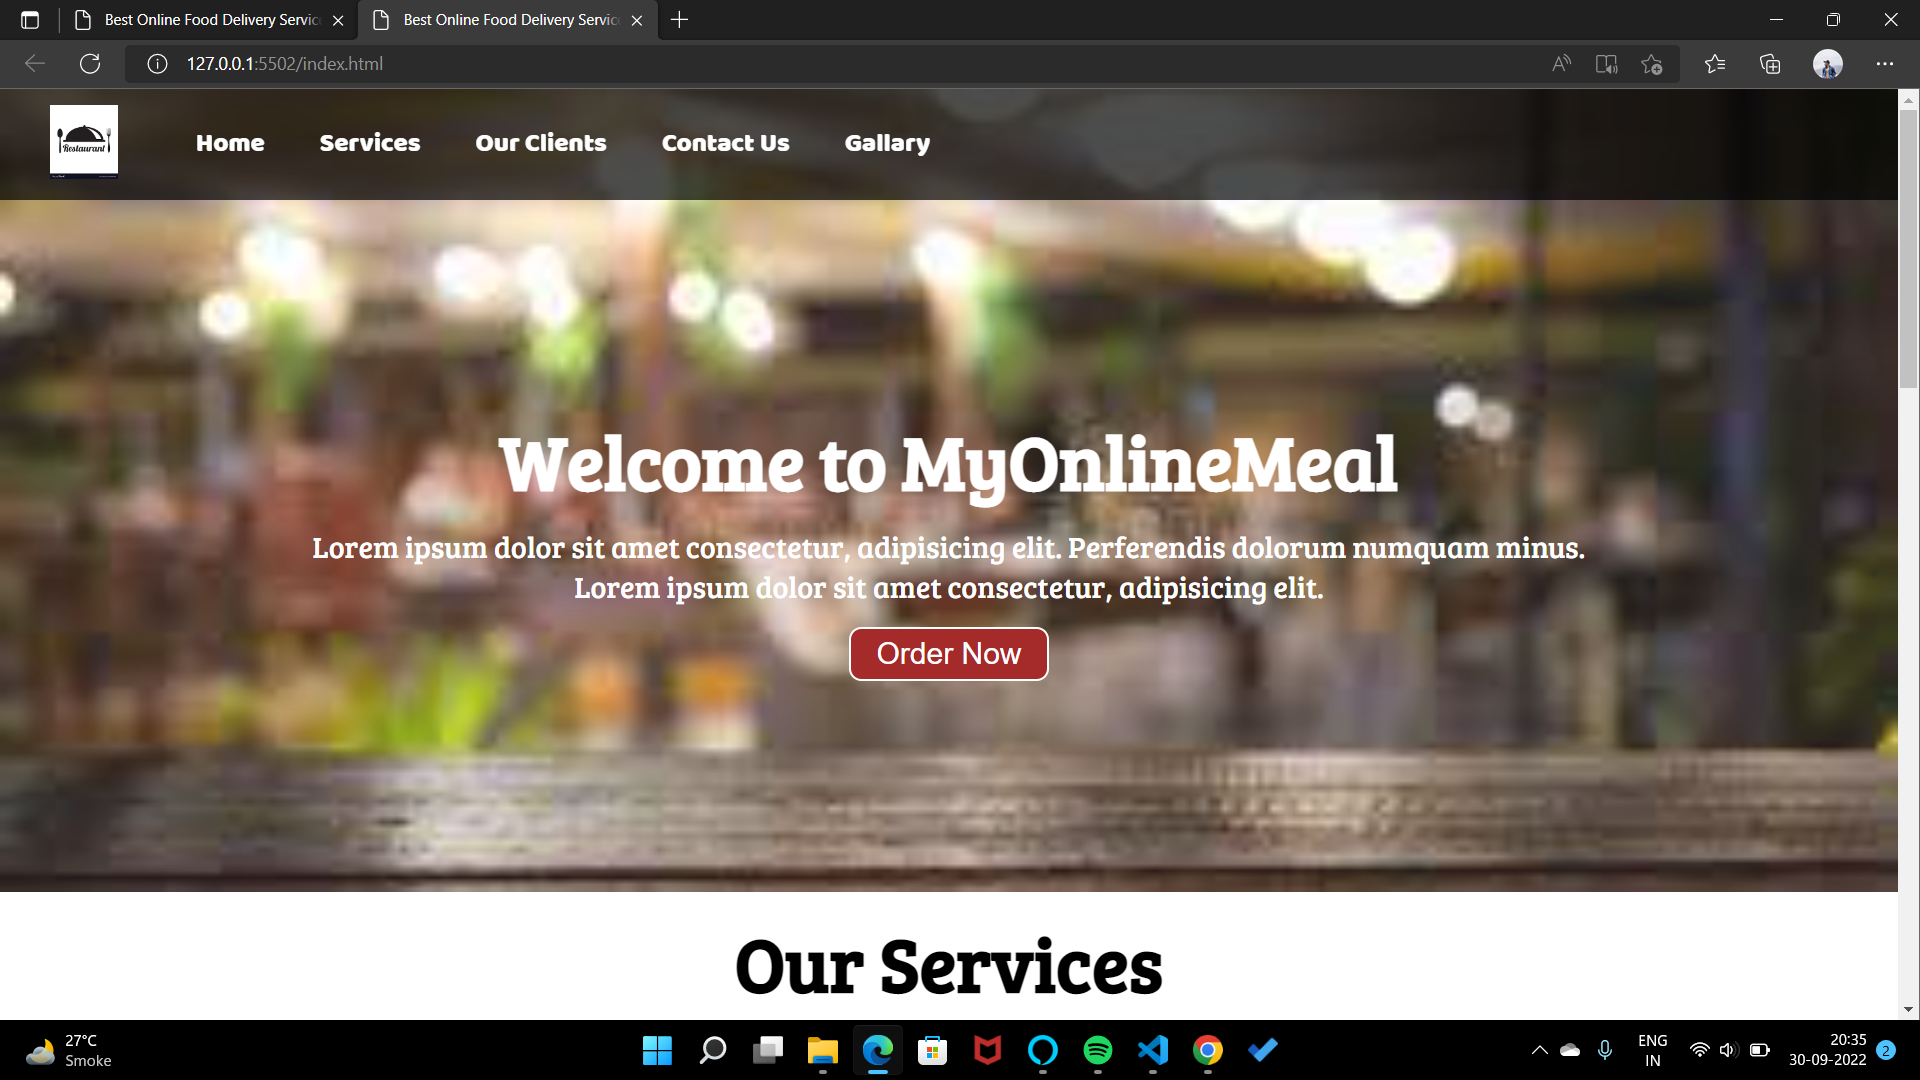 Best Online Food Delivery Servic
Best Online Food Delivery Servic
127.0.0.1:5502/index.html
Restaurant
Home
Services
Our Clients
Contact Us
Gallary
Welcome to MyOnlineMeal
Lorem ipsum dolor sit amet consectetur, adipisicing elit. Perferendis dolorum numquam minus.
Lorem ipsum dolor sit amet consectetur, adipisicing elit.
Order Now
Our Services
27°C
Smoke
ENG
IN
20:35
30-09-2022
2